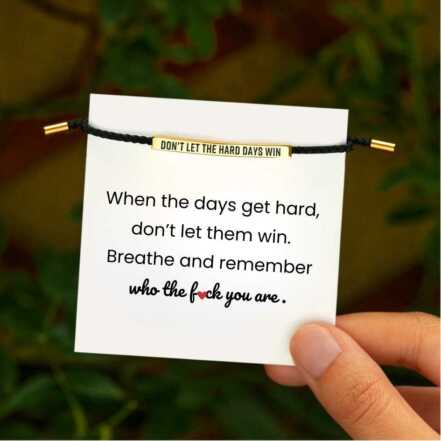 DON'T LET THE HARD DAYS WIN
When the days get hard,
don't let them win.
Breathe and remember
who the f❤ck you are.